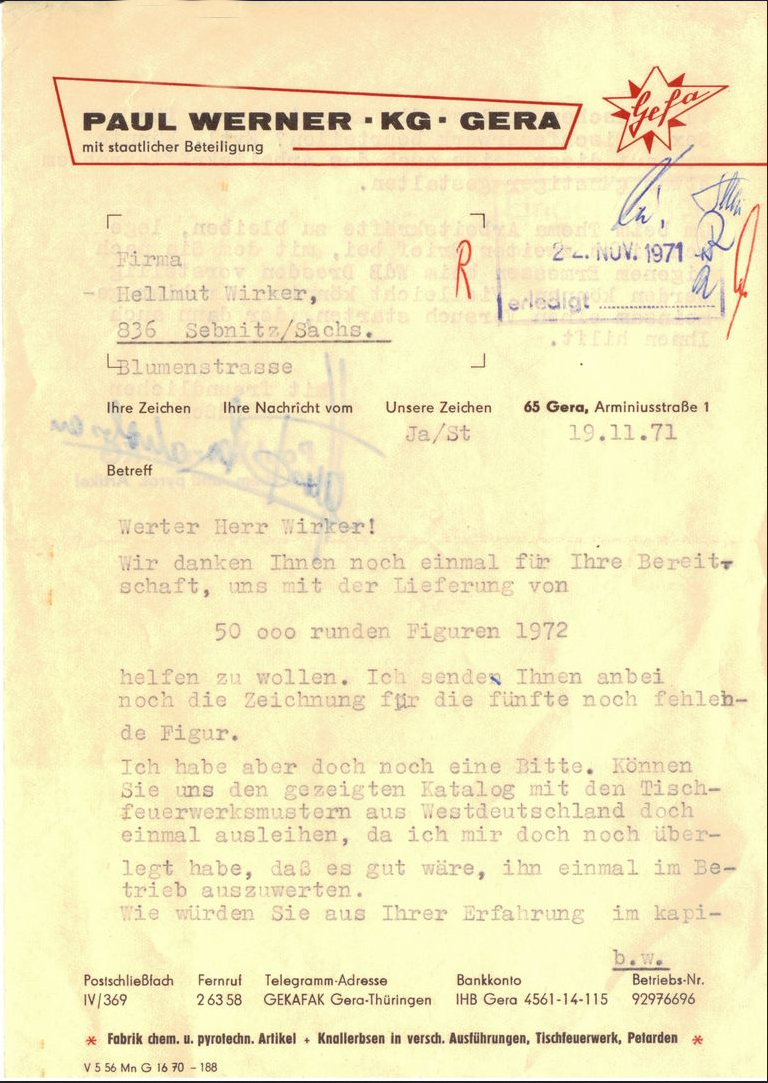 PAUL WERNER · KG · GERA
mit staatlicher Beteiligung
Gefa
22. NOV. 1971
erledigt
R
Firma
- Hellmut Wirker,
836 Sebnitz/Sachs.
Blumenstrasse
Ihre Zeichen Ihre Nachricht vom Unsere Zeichen 65 Gera, Arminiusstraße 1
Ja/St 19.11.71
Betreff
Werter Herr Wirker!
Wir danken Ihnen noch einmal für Ihre Bereit-
schaft, uns mit der Lieferung von
50 ooo runden Figuren 1972
helfen zu wollen. Ich sende Ihnen anbei
noch die Zeichnung für die fünfte noch fehlen-
de Figur.
Ich habe aber doch noch eine Bitte. Können
Sie uns den gezeigten Katalog mit den Tisch-
feuerwerksmustern aus Westdeutschland doch
einmal ausleihen, da ich mir doch noch über-
legt habe, daß es gut wäre, ihn einmal im Be-
trieb auszuwerten.
Wie würden Sie aus Ihrer Erfahrung im kapi-
b.w.
Postschließfach Fernruf Telegramm-Adresse Bankkonto Betriebs-Nr.
IV/369 2 63 58 GEKAFAK Gera-Thüringen IHB Gera 4561-14-115 92976696
* Fabrik chem. u. pyrotechn. Artikel + Knallerbsen in versch. Ausführungen, Tischfeuerwerk, Petarden *
V 5 56 Mn G 16 70 - 188